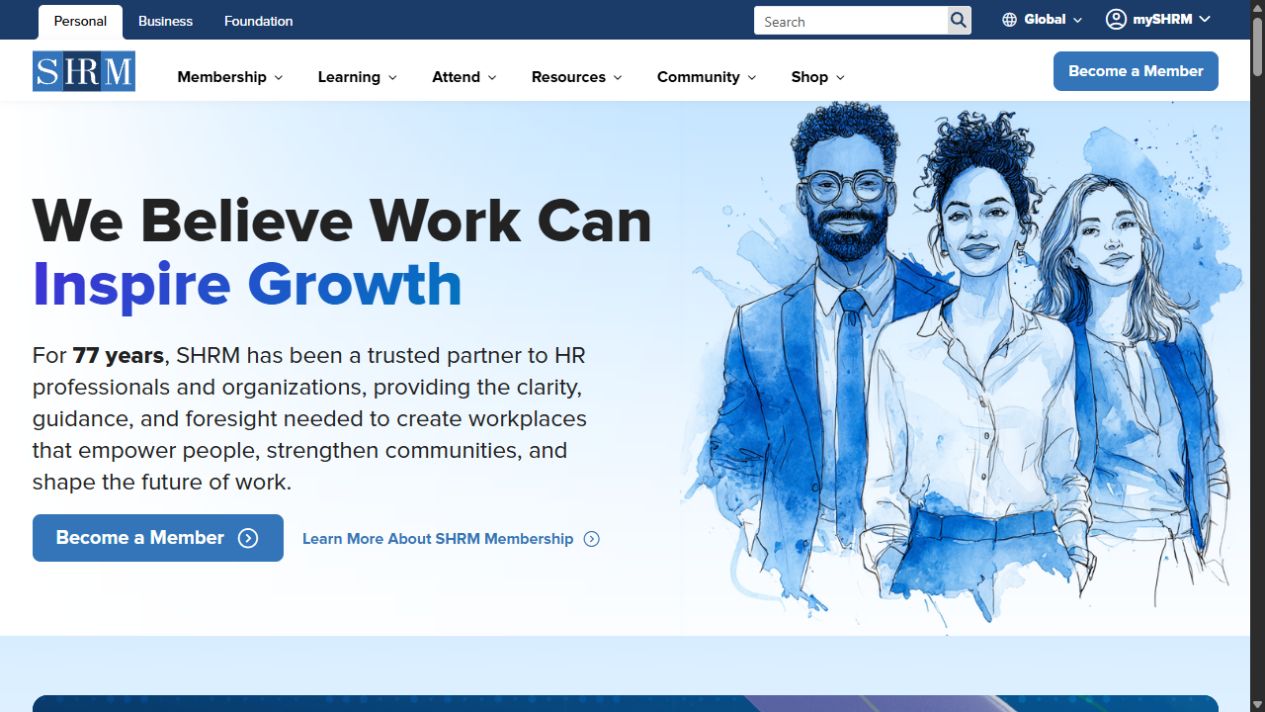 Personal Business Foundation
Search
Global
mySHRM
SHRM
Membership Learning Attend Resources Community Shop
Become a Member
We Believe Work Can
Inspire Growth
For 77 years, SHRM has been a trusted partner to HR
professionals and organizations, providing the clarity,
guidance, and foresight needed to create workplaces
that empower people, strengthen communities, and
shape the future of work.
Become a Member
Learn More About SHRM Membership